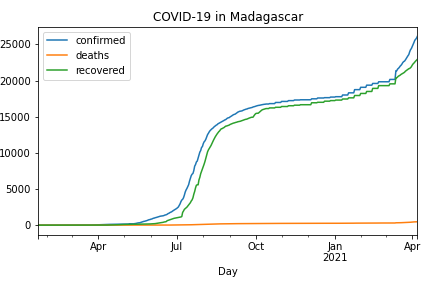 COVID-19 in Madagascar
confirmed
deaths
recovered
25000
20000
15000
10000
5000
0
Apr
Jul
Oct
Jan
2021
Apr
Day